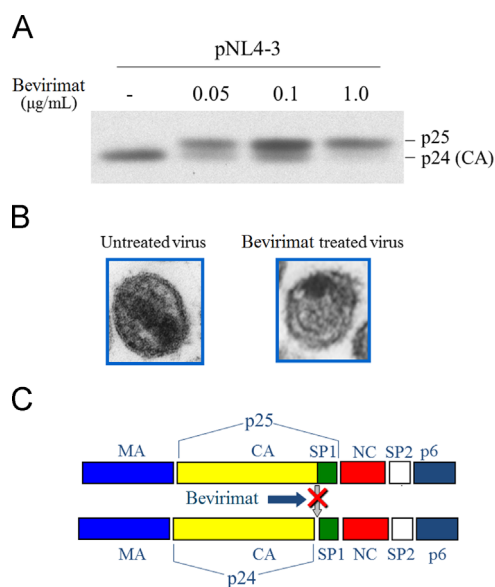 A
pNL4-3
Bevirimat
(μg/mL)
- 0.05 0.1 1.0
p25
p24 (CA)
B
Untreated virus Bevirimat treated virus
C
p25
MA CA SP1 NC SP2 p6
Bevirimat
MA CA SP1 NC SP2 p6
p24